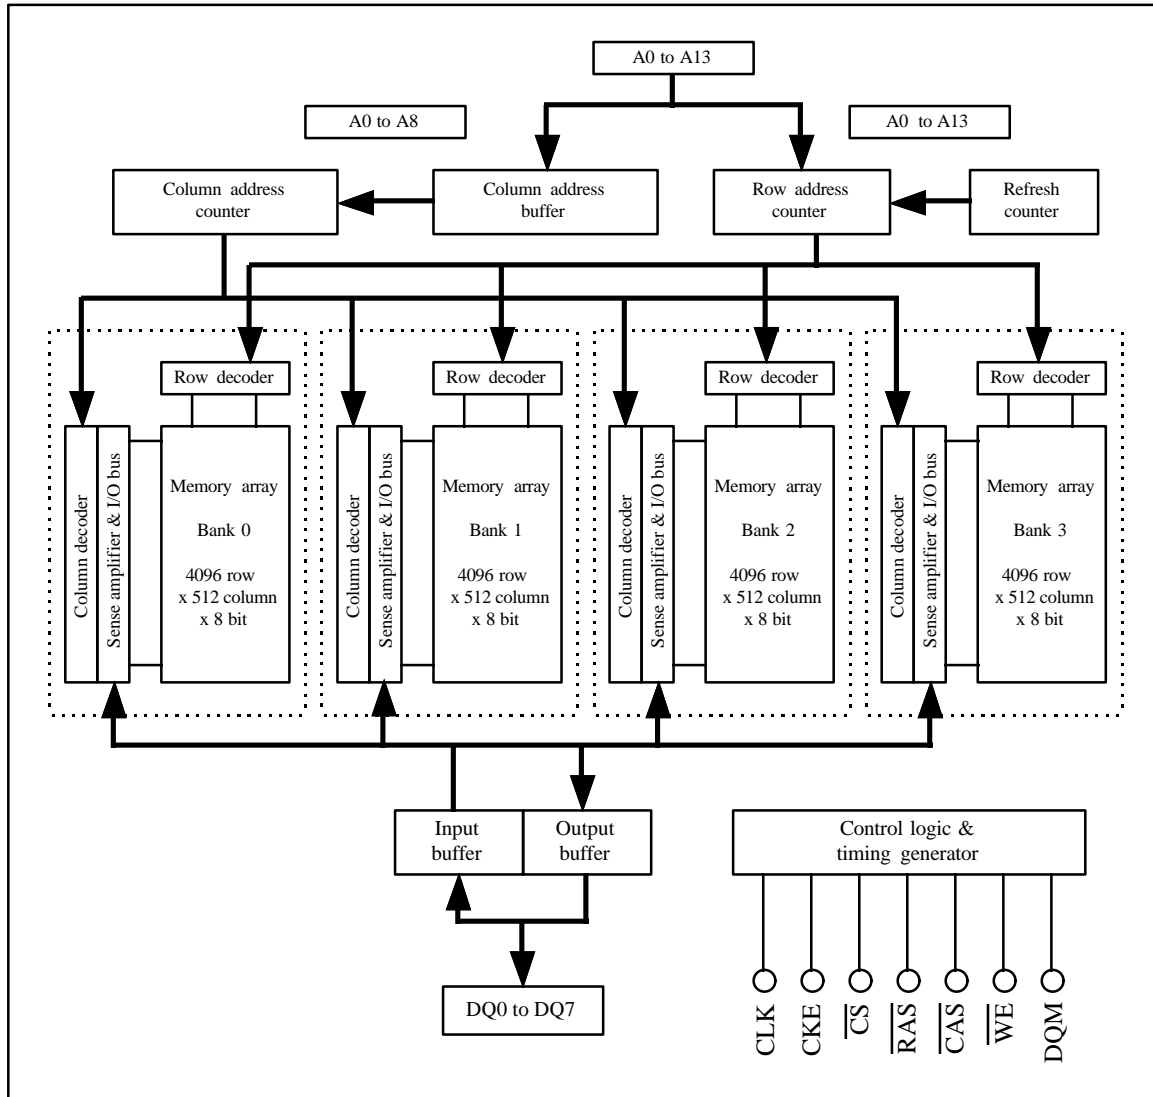 A0 to A13
A0 to A8
A0 to A13
Column address
counter
Column address
buffer
Row address
counter
Refresh
counter
Row decoder
Row decoder
Row decoder
Row decoder
Column decoder
Sense amplifier & I/O bus
Memory array
Bank 0
4096 row
x 512 column
x 8 bit
Column decoder
Sense amplifier & I/O bus
Memory array
Bank 1
4096 row
x 512 column
x 8 bit
Column decoder
Sense amplifier & I/O bus
Memory array
Bank 2
4096 row
x 512 column
x 8 bit
Column decoder
Sense amplifier & I/O bus
Memory array
Bank 3
4096 row
x 512 column
x 8 bit
Input
buffer
Output
buffer
Control logic &
timing generator
DQ0 to DQ7
CLK
CKE
C̅S̅
R̅A̅S̅
C̅A̅S̅
W̅E̅
DQM